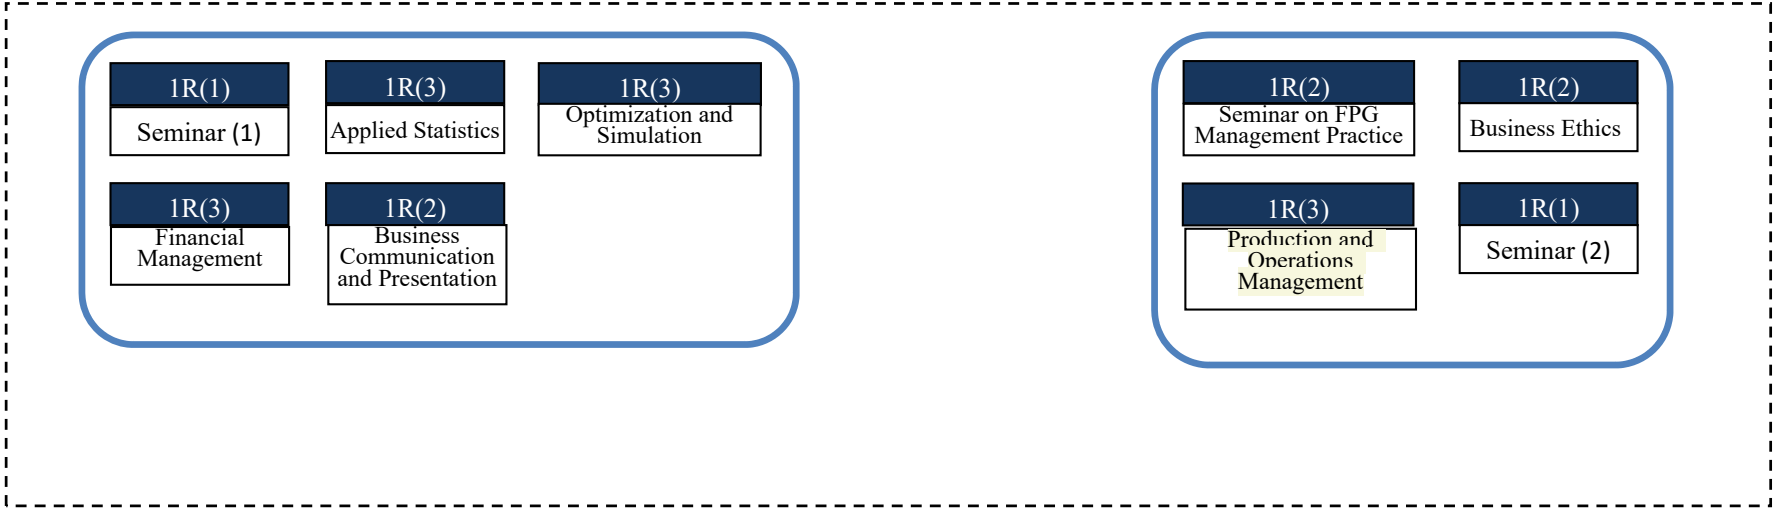 1R(1)
Seminar (1)
1R(3)
Applied Statistics
1R(3)
Optimization and
Simulation
1R(3)
Financial
Management
1R(2)
Business
Communication
and Presentation
1R(2)
Seminar on FPG
Management Practice
1R(2)
Business Ethics
1R(3)
Production and
Operations
Management
1R(1)
Seminar (2)